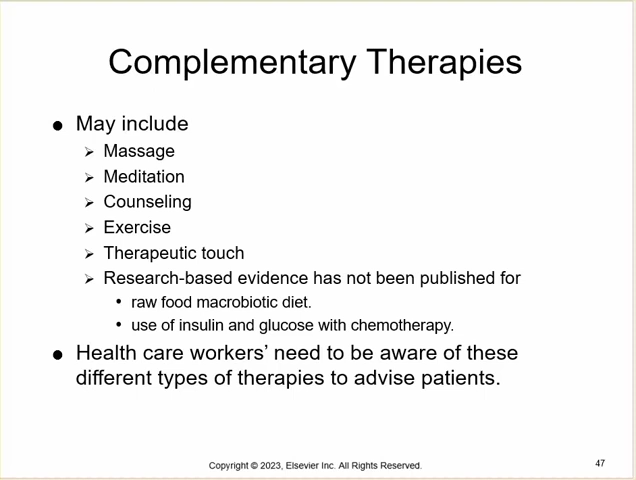 Complementary Therapies
● May include
➢ Massage
➢ Meditation
➢ Counseling
➢ Exercise
➢ Therapeutic touch
➢ Research-based evidence has not been published for
• raw food macrobiotic diet.
• use of insulin and glucose with chemotherapy.
● Health care workers’ need to be aware of these
different types of therapies to advise patients.
Copyright © 2023, Elsevier Inc. All Rights Reserved.
47